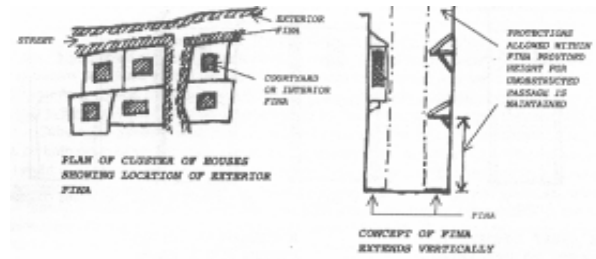 STREET
EXTERIOR
FINA
COURTYARD
OR INTERIOR
FINA
PLAN OF CLUSTER OF HOUSES
SHOWING LOCATION OF EXTERIOR
FINA
PROTECTIONS
ALLOWED WITHIN
FINA PROVIDED
HEIGHT FOR
UNOBSTRUCTED
PASSAGE IS
MAINTAINED
FINA
CONCEPT OF FINA
EXTENDS VERTICALLY